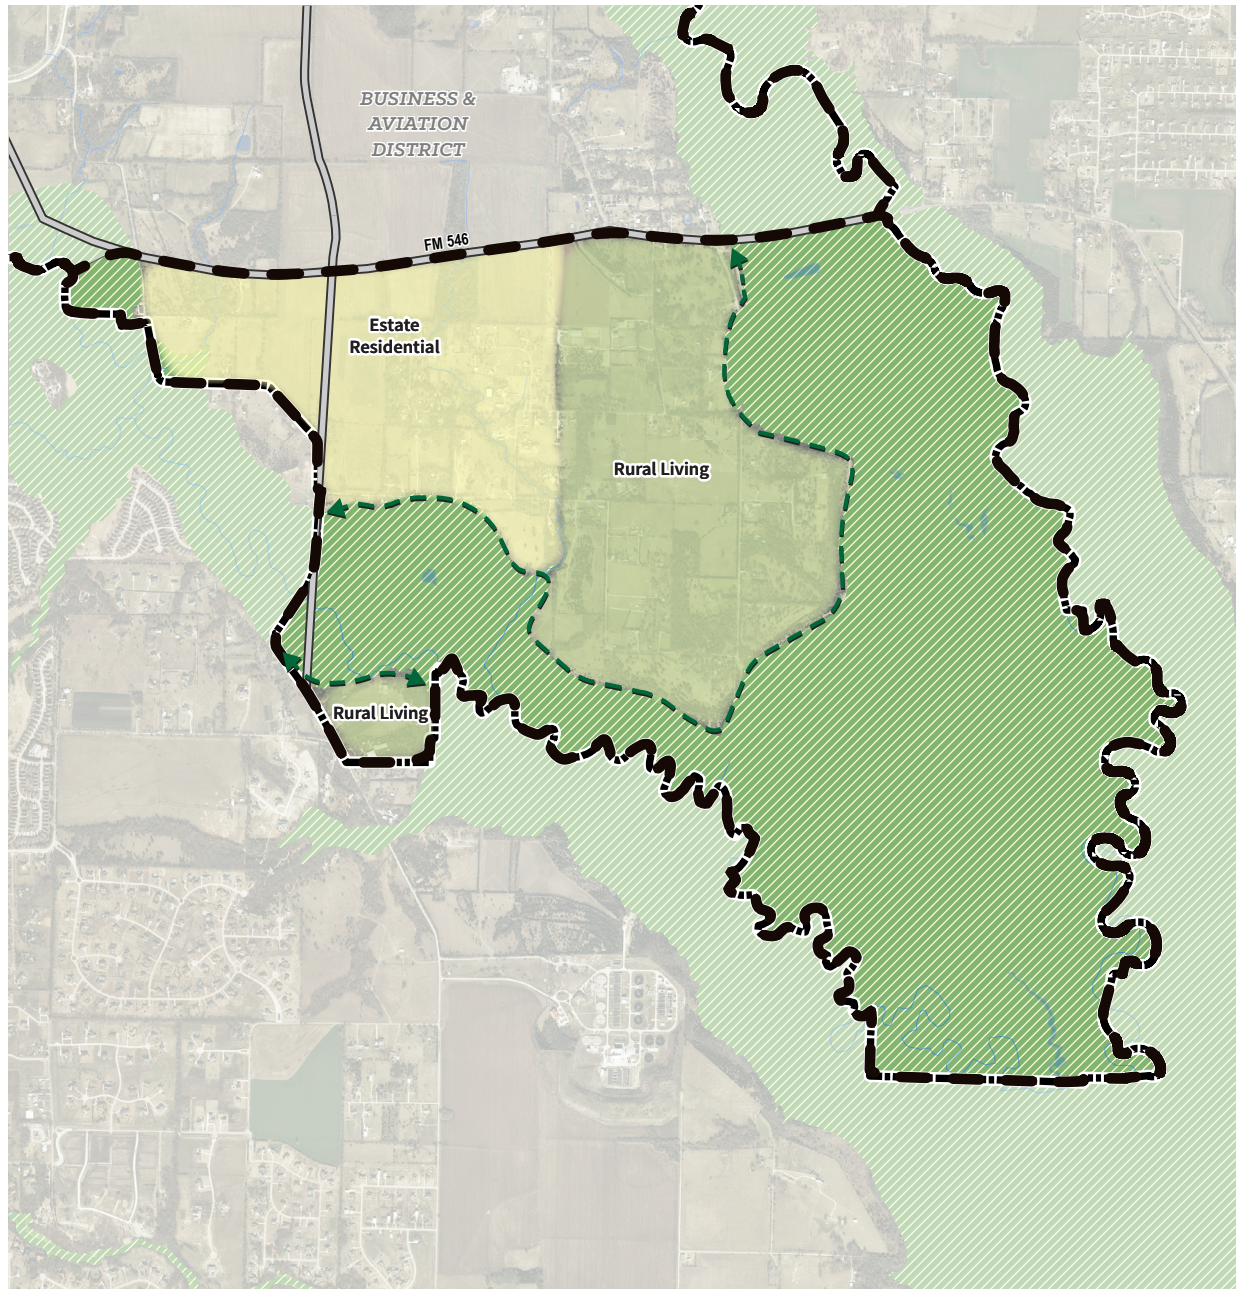 BUSINESS &
AVIATION
DISTRICT
FM 546
Estate
Residential
Rural Living
Rural Living